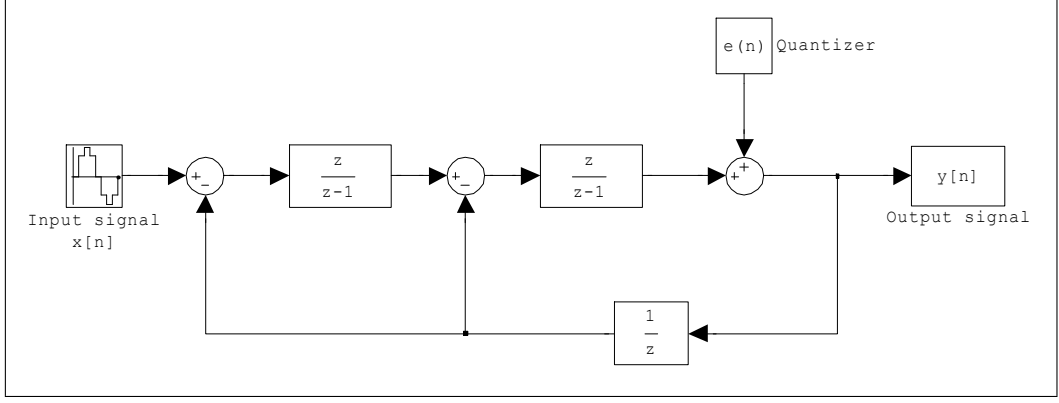 e(n) Quantizer
z
z-1
z
z-1
y[n]
Input signal
x[n]
Output signal
1
z